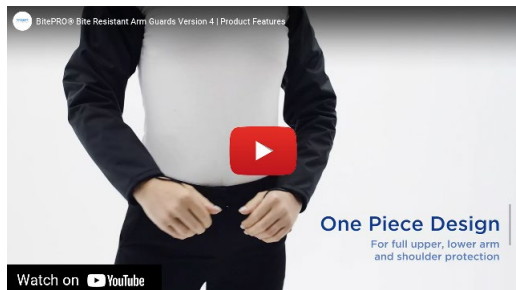 BitePRO® Bite Resistant Arm Guards Version 4 | Product Features
One Piece Design
For full upper, lower arm
and shoulder protection
Watch on YouTube